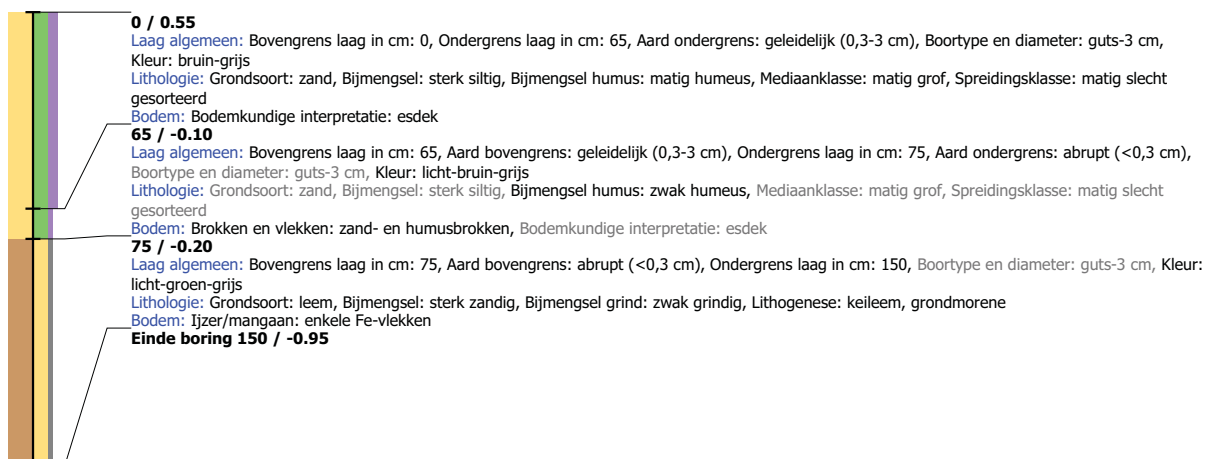 0 / 0.55
Laag algemeen: Bovengrens laag in cm: 0, Ondergrens laag in cm: 65, Aard ondergrens: geleidelijk (0,3-3 cm), Boortype en diameter: guts-3 cm,
Kleur: bruin-grijs
Lithologie: Grondsoort: zand, Bijmengsel: sterk siltig, Bijmengsel humus: matig humeus, Mediaanklasse: matig grof, Spreidingsklasse: matig slecht
gesorteerd
Bodem: Bodemkundige interpretatie: esdek
65 / -0.10
Laag algemeen: Bovengrens laag in cm: 65, Aard bovengrens: geleidelijk (0,3-3 cm), Ondergrens laag in cm: 75, Aard ondergrens: abrupt (<0,3 cm),
Boortype en diameter: guts-3 cm, Kleur: licht-bruin-grijs
Lithologie: Grondsoort: zand, Bijmengsel: sterk siltig, Bijmengsel humus: zwak humeus, Mediaanklasse: matig grof, Spreidingsklasse: matig slecht
gesorteerd
Bodem: Brokken en vlekken: zand- en humusbrokken, Bodemkundige interpretatie: esdek
75 / -0.20
Laag algemeen: Bovengrens laag in cm: 75, Aard bovengrens: abrupt (<0,3 cm), Ondergrens laag in cm: 150, Boortype en diameter: guts-3 cm, Kleur:
licht-groen-grijs
Lithologie: Grondsoort: leem, Bijmengsel: sterk zandig, Bijmengsel grind: zwak grindig, Lithogenese: keileem, grondmorene
Bodem: Ijzer/mangaan: enkele Fe-vlekken
Einde boring 150 / -0.95